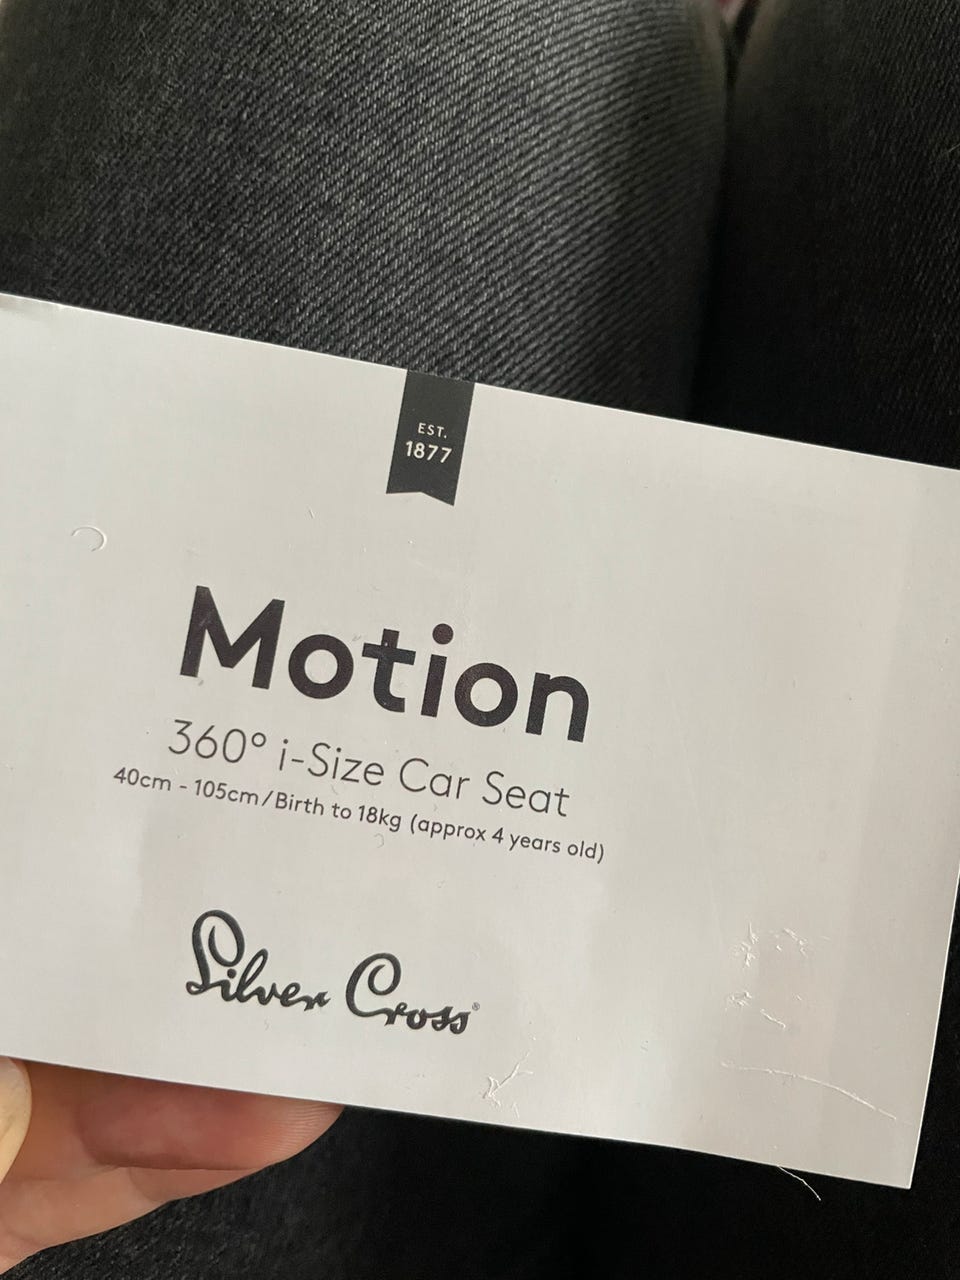 EST.
1877
Motion
360° i-Size Car Seat
40cm - 105cm/Birth to 18kg (approx 4 years old)
Silver Cross®